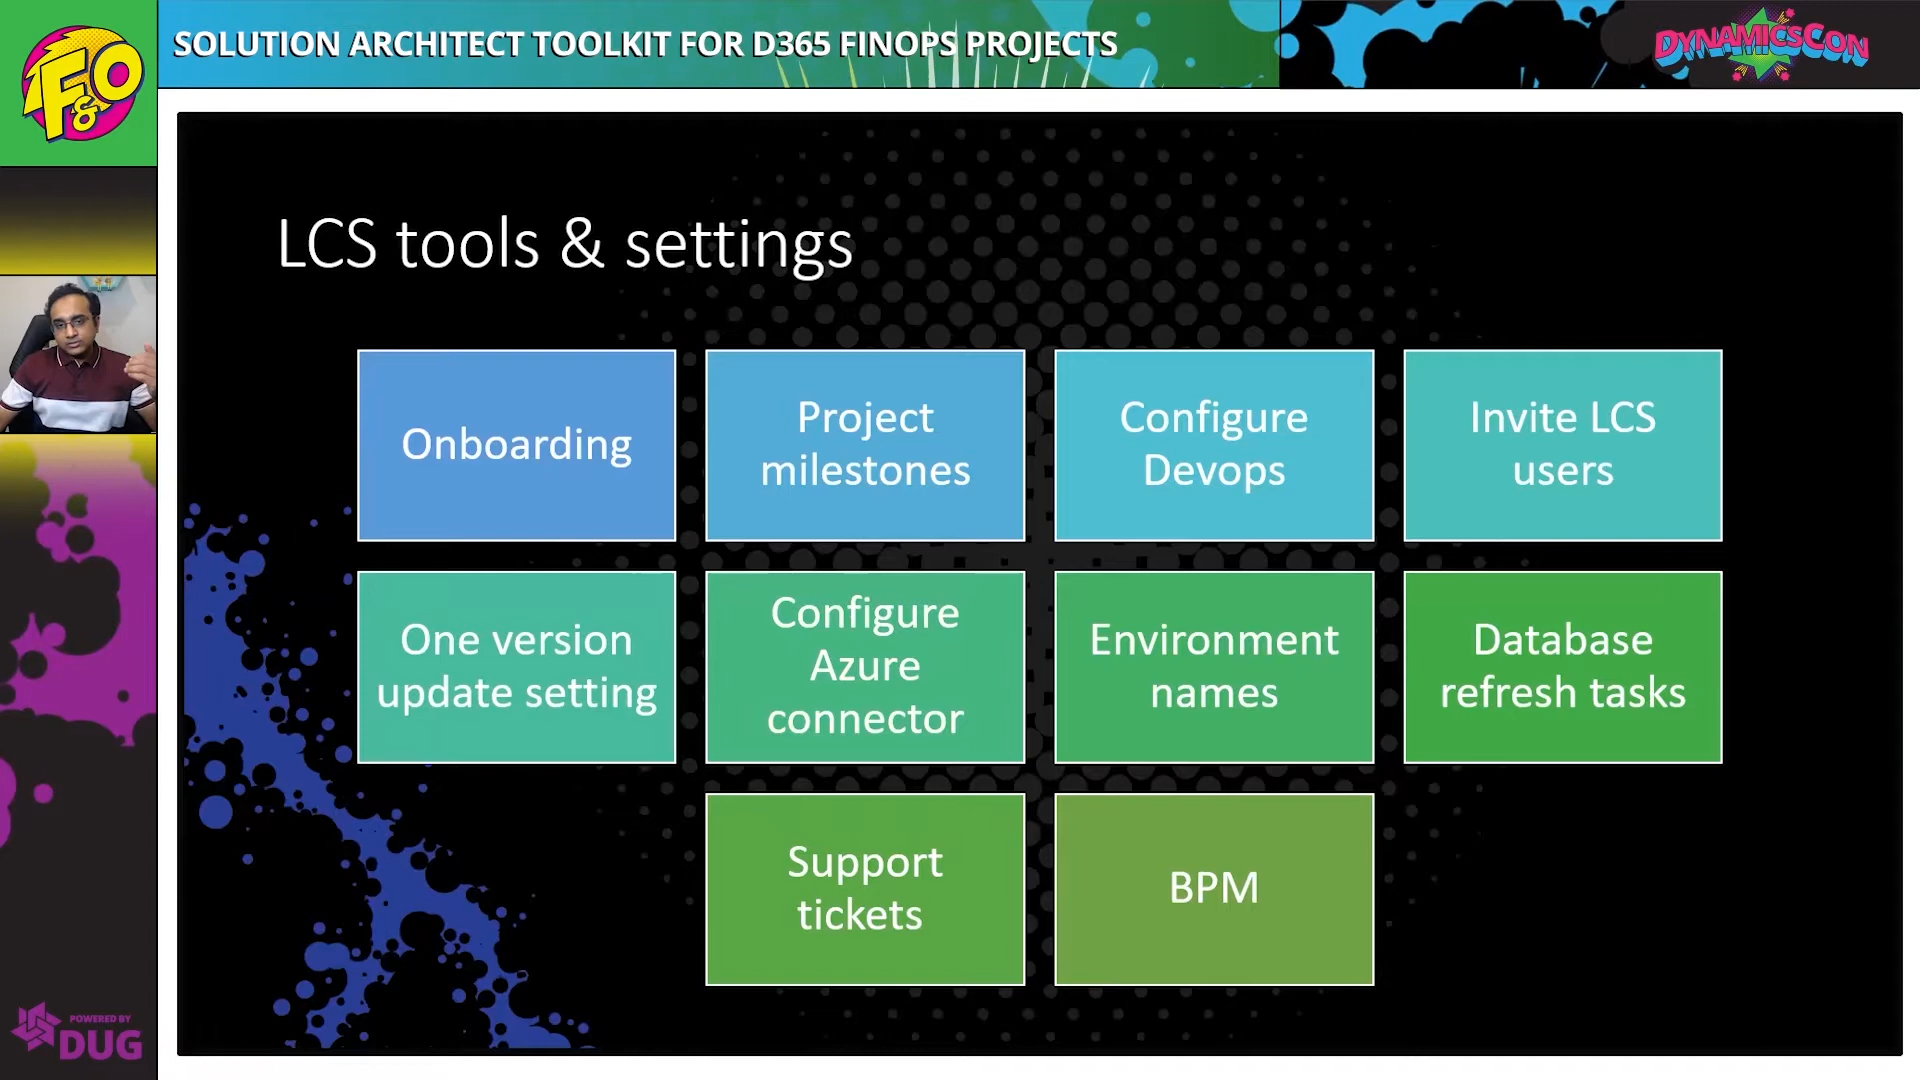 F&O
SOLUTION ARCHITECT TOOLKIT FOR D365 FINOPS PROJECTS
DYNAMICSCON
LCS tools & settings
Onboarding
Project
milestones
Configure
Devops
Invite LCS
users
One version
update setting
Configure
Azure
connector
Environment
names
Database
refresh tasks
Support
tickets
BPM
POWERED BY
DUG